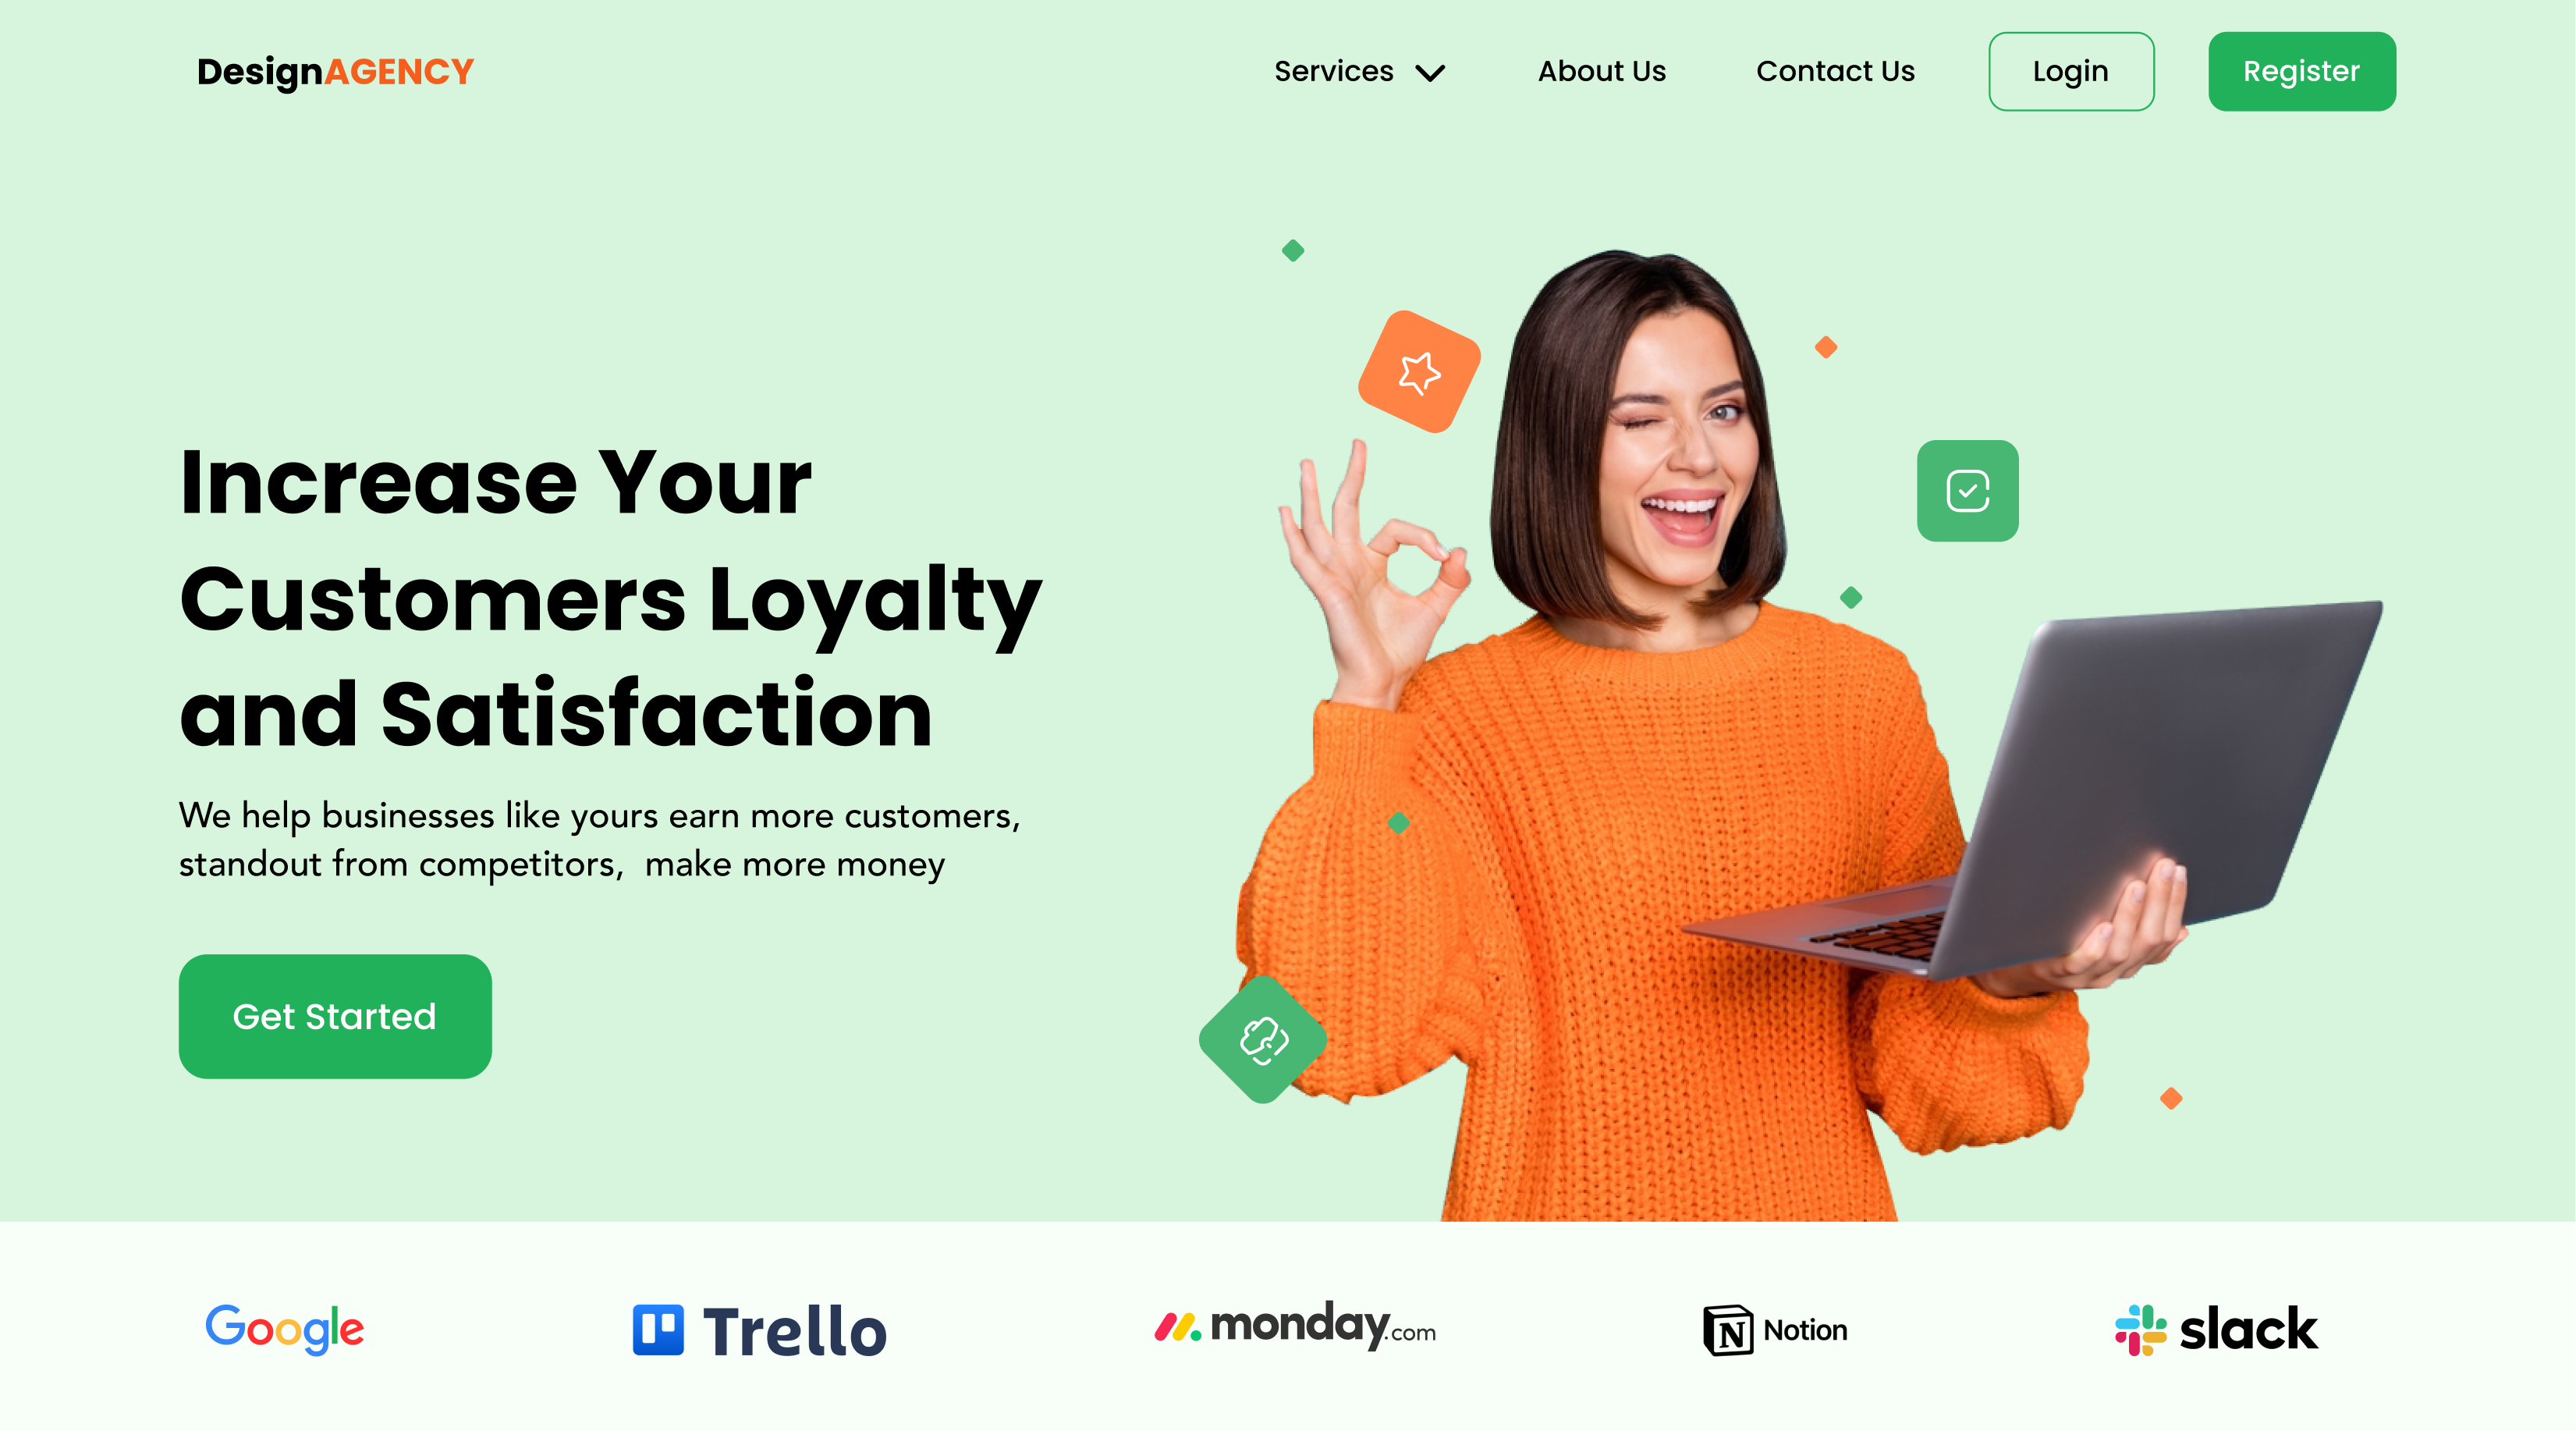 DesignAGENCY
Services
About Us
Contact Us
Login
Register
Increase Your
Customers Loyalty
and Satisfaction
We help businesses like yours earn more customers,
standout from competitors,  make more money
Get Started
Google
Trello
monday.com
N Notion
slack